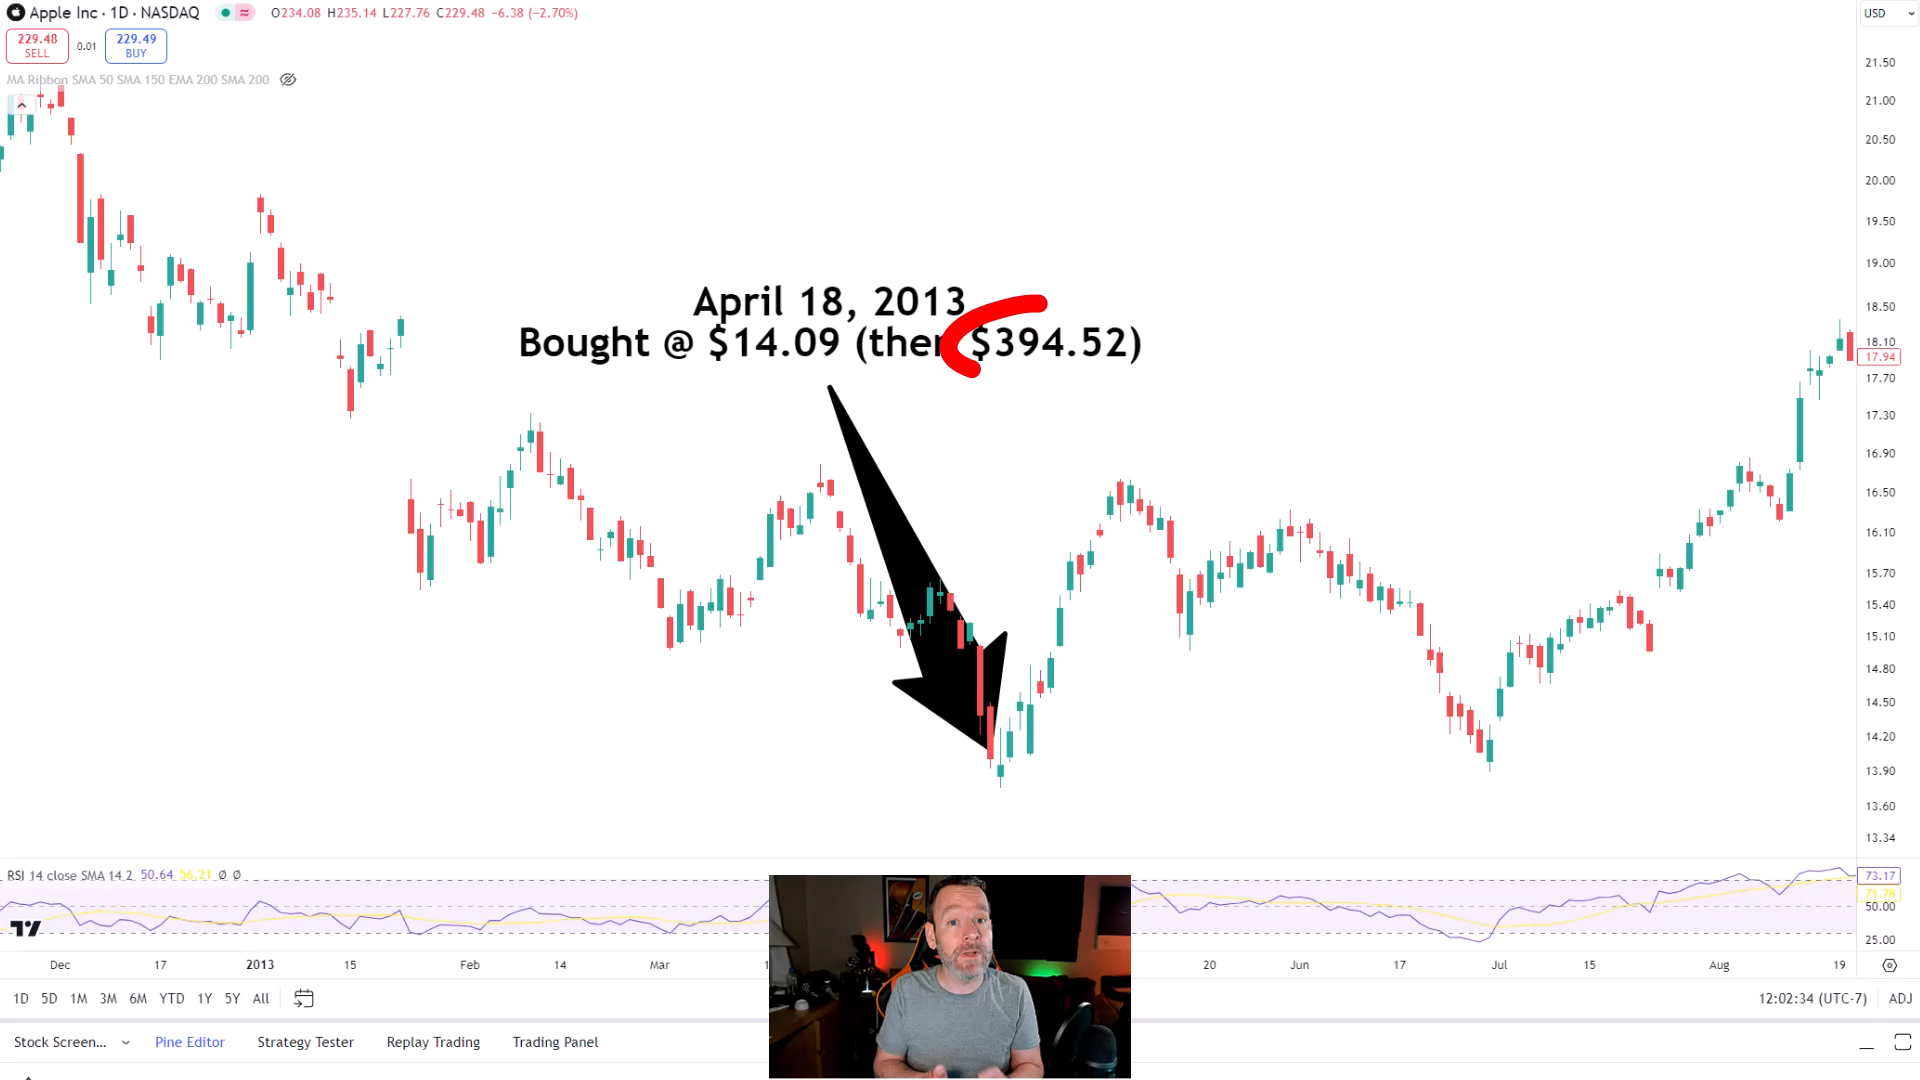 Apple Inc · 1D · NASDAQ
O234.08 H235.14 L227.76 C229.48 −6.38 (−2.70%)
USD
229.48
SELL
0.01
229.49
BUY
MA Ribbon SMA 50 SMA 150 EMA 200 SMA 200
21.50
21.00
20.50
20.00
19.50
19.00
18.50
18.10
17.94
17.70
17.30
16.90
16.50
16.10
15.70
15.40
15.10
14.80
14.50
14.20
13.90
13.60
13.34
April 18, 2013
Bought @ $14.09 (then $394.52)
RSI 14 close SMA 14 2 50.64 56.21 Ø Ø
73.17
71.78
50.00
25.00
Dec 17 2013 15 Feb 14 Mar 20 Jun 17 Jul 15 Aug 19
1D 5D 1M 3M 6M YTD 1Y 5Y All
12:02:34 (UTC-7) ADJ
Stock Screen... Pine Editor Strategy Tester Replay Trading Trading Panel